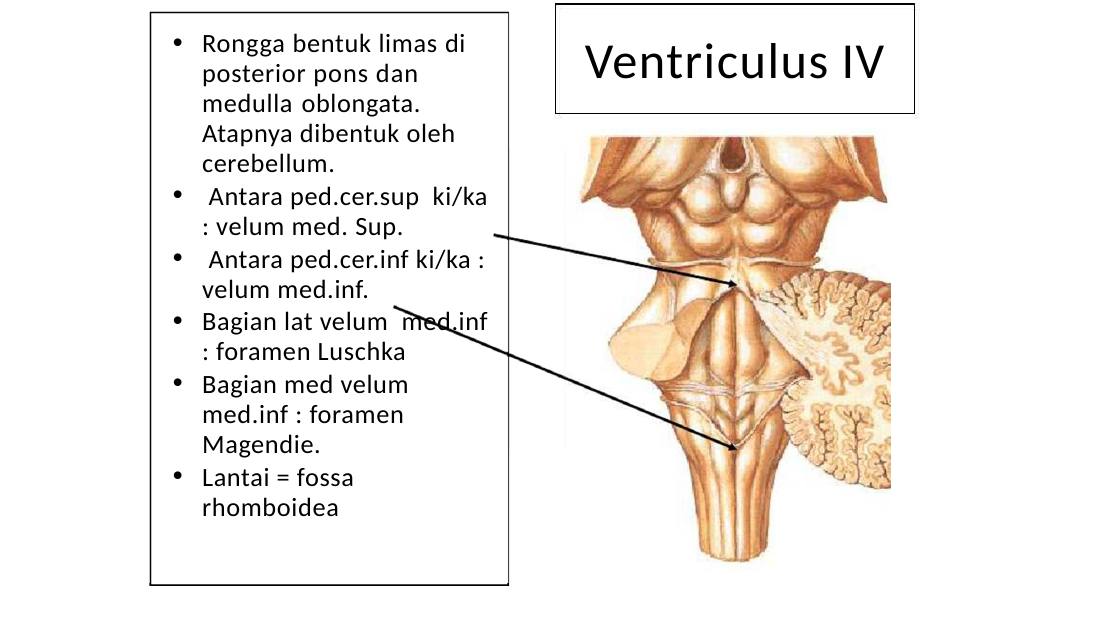 Ventriculus IV
• Rongga bentuk limas di
posterior pons dan
medulla oblongata.
Atapnya dibentuk oleh
cerebellum.
• Antara ped.cer.sup ki/ka
: velum med. Sup.
• Antara ped.cer.inf ki/ka :
velum med.inf.
• Bagian lat velum med.inf
: foramen Luschka
• Bagian med velum
med.inf : foramen
Magendie.
• Lantai = fossa
rhomboidea